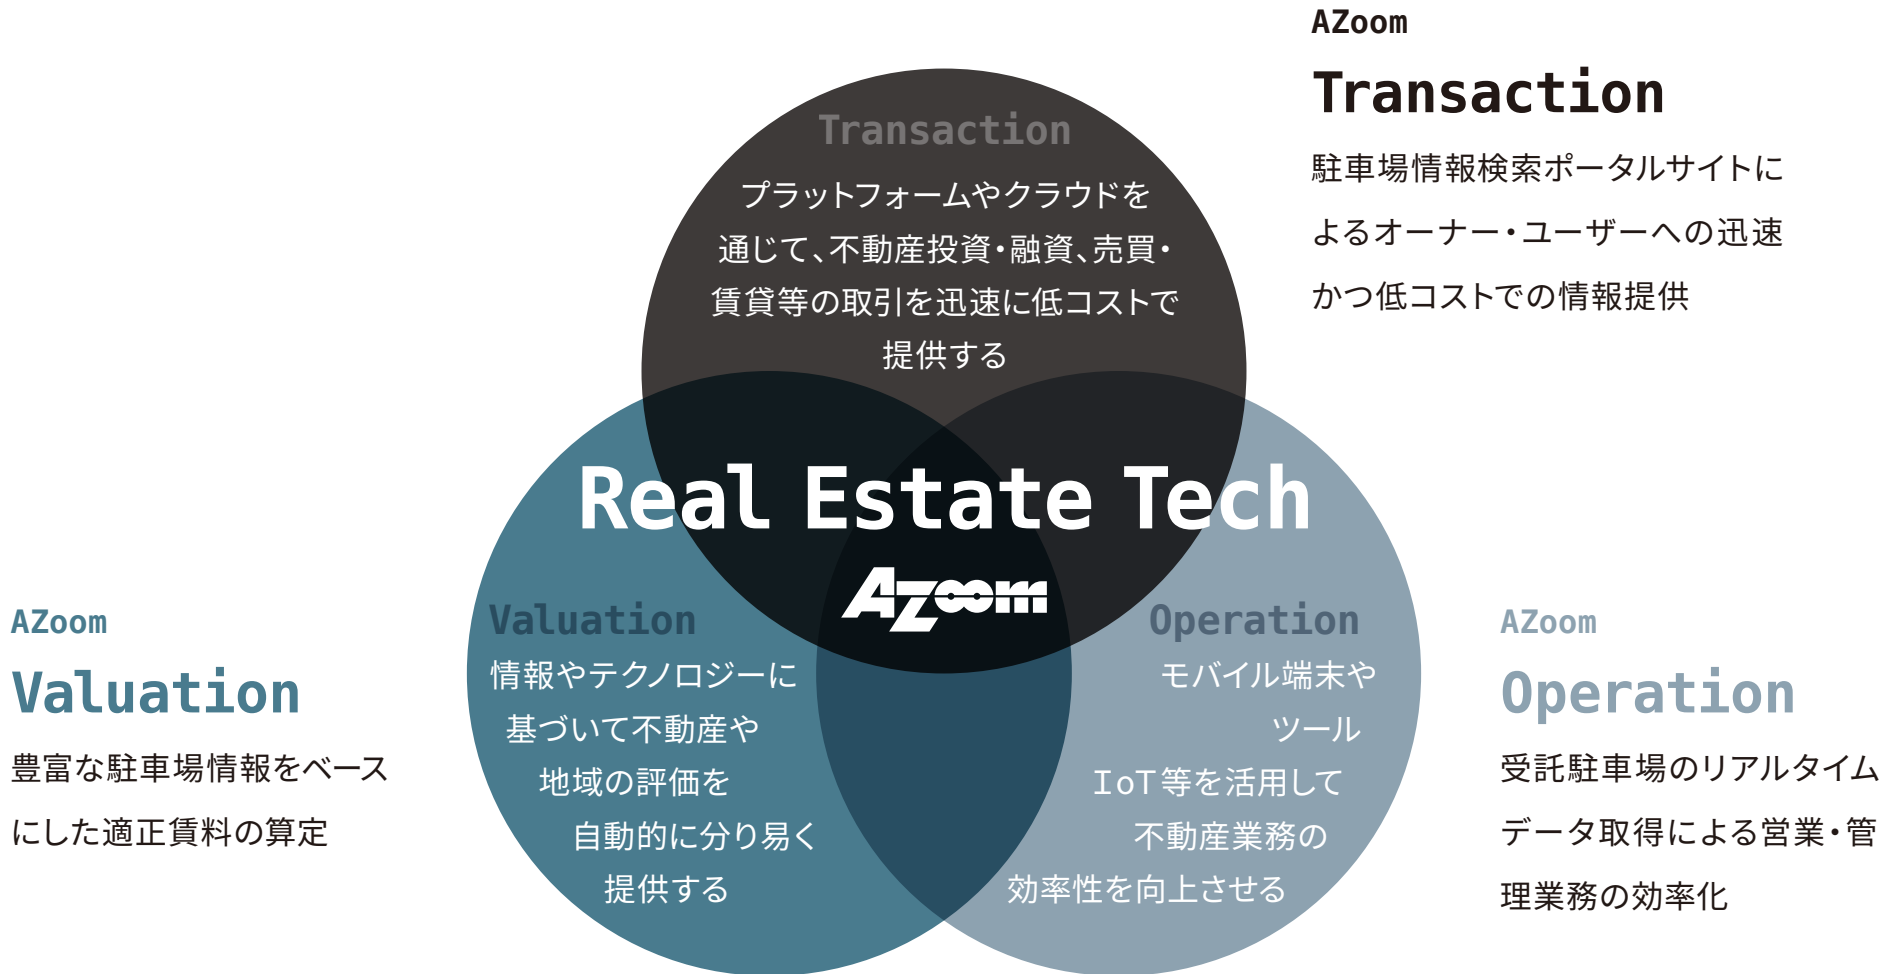 AZoom
Transaction
駐車場情報検索ポータルサイトに
よるオーナー・ユーザーへの迅速
かつ低コストでの情報提供
Transaction
プラットフォームやクラウドを
通じて、不動産投資・融資、売買・
賃貸等の取引を迅速に低コストで
提供する
Real Estate Tech
AZoom
Valuation
情報やテクノロジーに
基づいて不動産や
地域の評価を
自動的に分り易く
提供する
Operation
モバイル端末や
ツール
IoT等を活用して
不動産業務の
効率性を向上させる
AZoom
Valuation
豊富な駐車場情報をベース
にした適正賃料の算定
AZoom
Operation
受託駐車場のリアルタイム
データ取得による営業・管
理業務の効率化